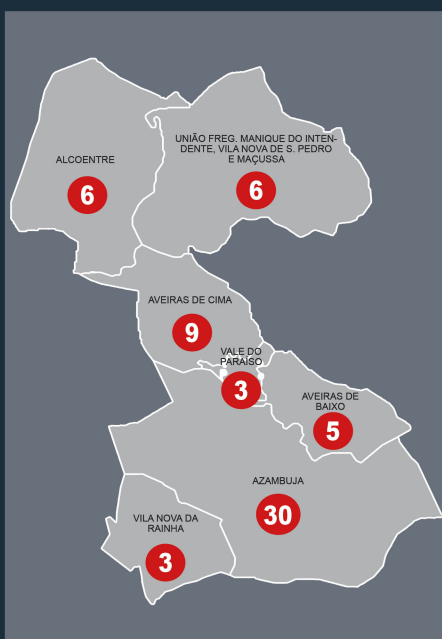 ALCOENTRE
6
UNIÃO FREG. MANIQUE DO INTEN-
DENTE, VILA NOVA DE S. PEDRO
E MAÇUSSA
6
AVEIRAS DE CIMA
9
VALE DO
PARAÍSO
3
AVEIRAS DE
BAIXO
5
AZAMBUJA
30
VILA NOVA DA
RAINHA
3